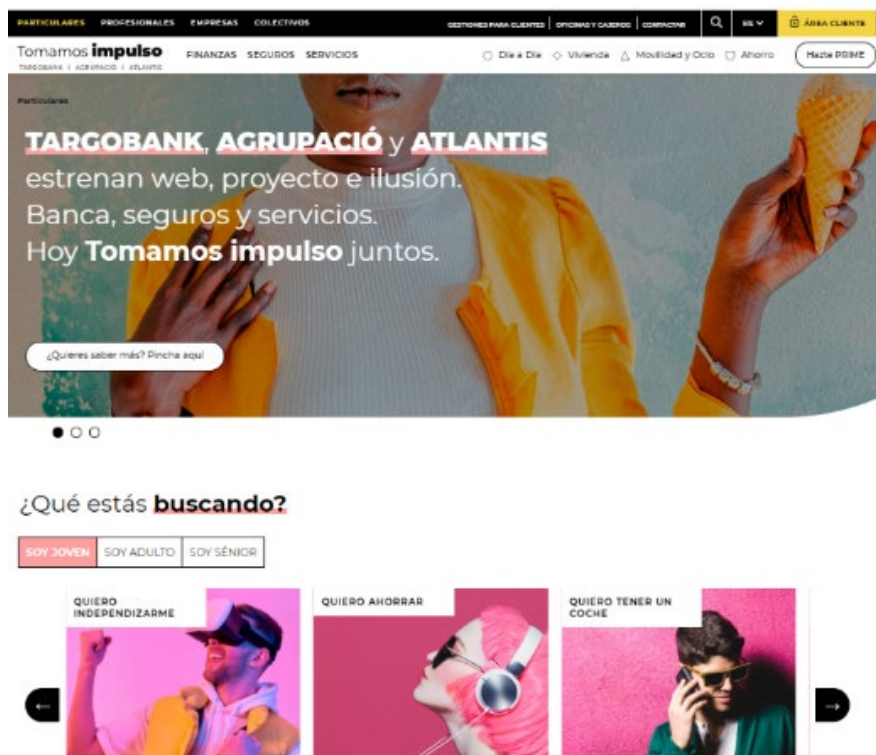 PARTICULARES PROFESIONALES EMPRESAS COLECTIVOS
GESTIONES PARA CLIENTES | OFICINAS Y CAJEROS | CONTACTAR
ES
ÁREA CLIENTE
Tomamos impulso
TARGOBANK | AGRUPACIÓ | ATLANTIS
FINANZAS SEGUROS SERVICIOS
Día a Día Vivienda Movilidad y Ocio Ahorro
Hazte PRIME
Particulares
TARGOBANK, AGRUPACIÓ y ATLANTIS
estrenan web, proyecto e ilusión.
Banca, seguros y servicios.
Hoy Tomamos impulso juntos.
¿Quieres saber más? Pincha aquí
¿Qué estás buscando?
SOY JOVEN SOY ADULTO SOY SÉNIOR
QUIERO
INDEPENDIZARME
QUIERO AHORRAR
QUIERO TENER UN
COCHE